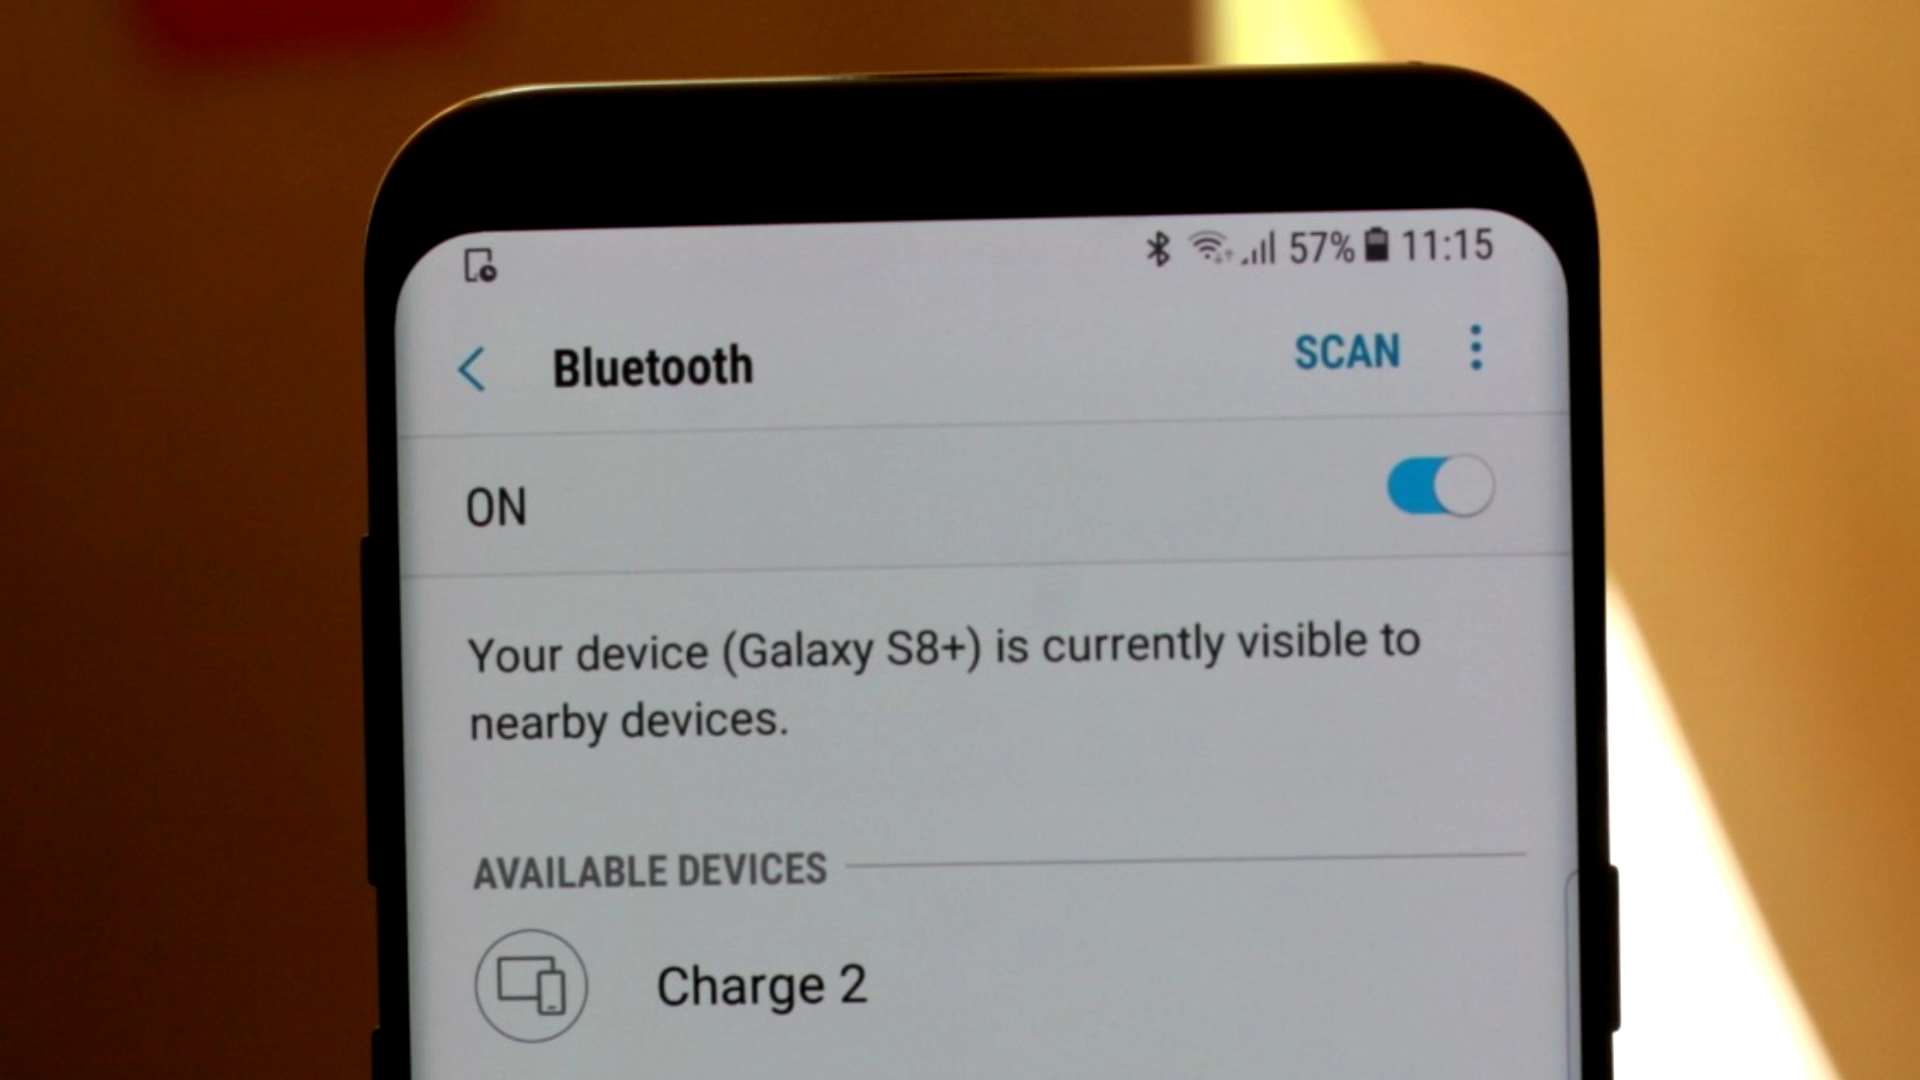 57% 11:15
Bluetooth SCAN
ON
Your device (Galaxy S8+) is currently visible to
nearby devices.
AVAILABLE DEVICES
Charge 2